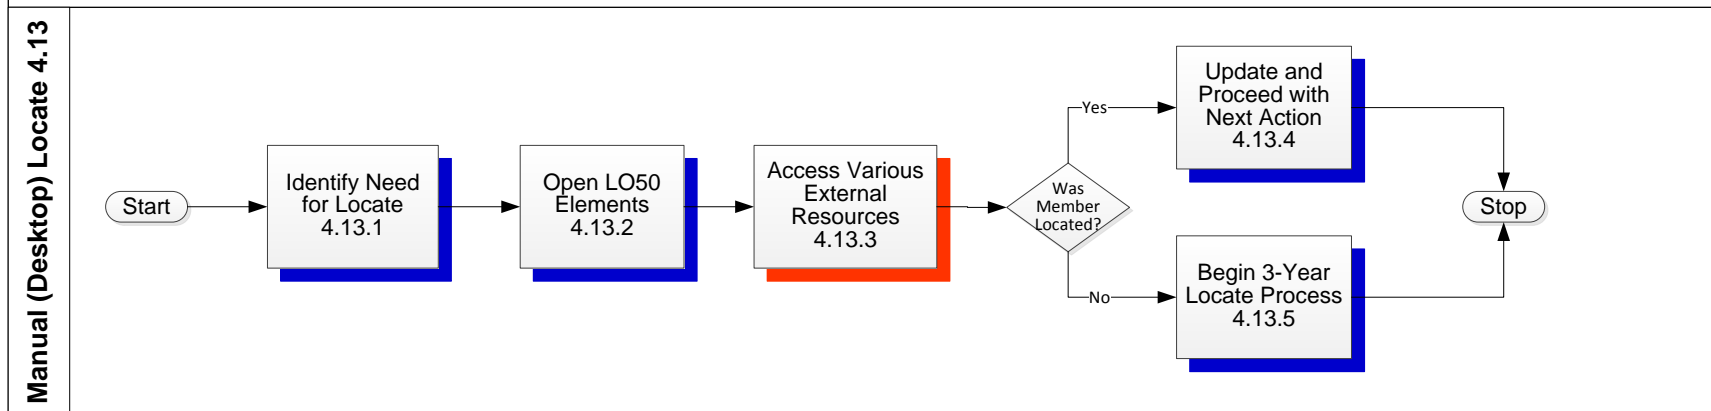 Manual (Desktop) Locate 4.13
Start
Identify Need
for Locate
4.13.1
Open LO50
Elements
4.13.2
Access Various
External
Resources
4.13.3
Was
Member
Located?
Yes
Update and
Proceed with
Next Action
4.13.4
No
Begin 3-Year
Locate Process
4.13.5
Stop